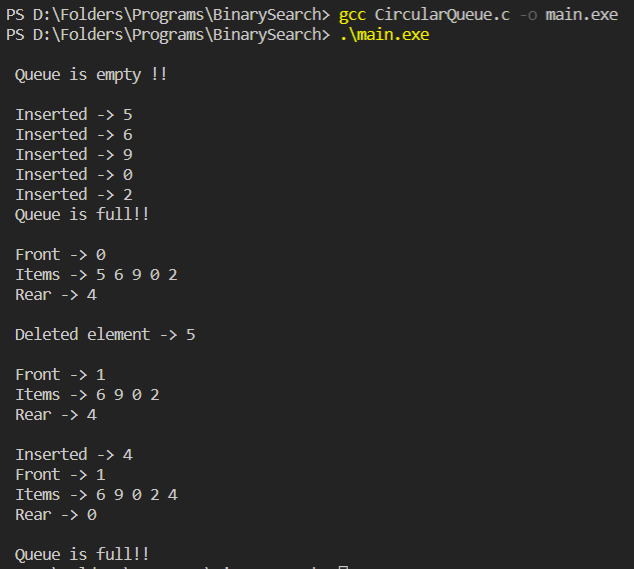 PS D:\Folders\Programs\BinarySearch> gcc CircularQueue.c -o main.exe
PS D:\Folders\Programs\BinarySearch> .\main.exe
Queue is empty !!
Inserted -> 5
Inserted -> 6
Inserted -> 9
Inserted -> 0
Inserted -> 2
Queue is full!!
Front -> 0
Items -> 5 6 9 0 2
Rear -> 4
Deleted element -> 5
Front -> 1
Items -> 6 9 0 2
Rear -> 4
Inserted -> 4
Front -> 1
Items -> 6 9 0 2 4
Rear -> 0
Queue is full!!